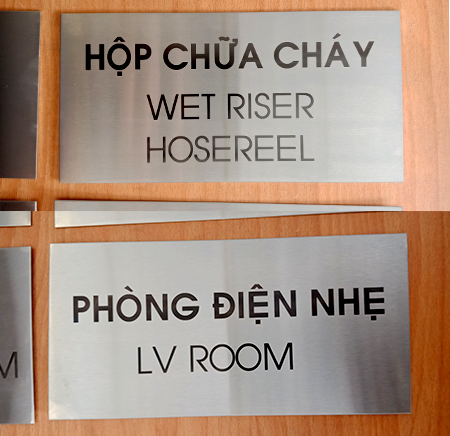 HỘP CHỮA CHÁY
WET RISER
HOSEREEL
PHÒNG ĐIỆN NHẸ
LV ROOM
M